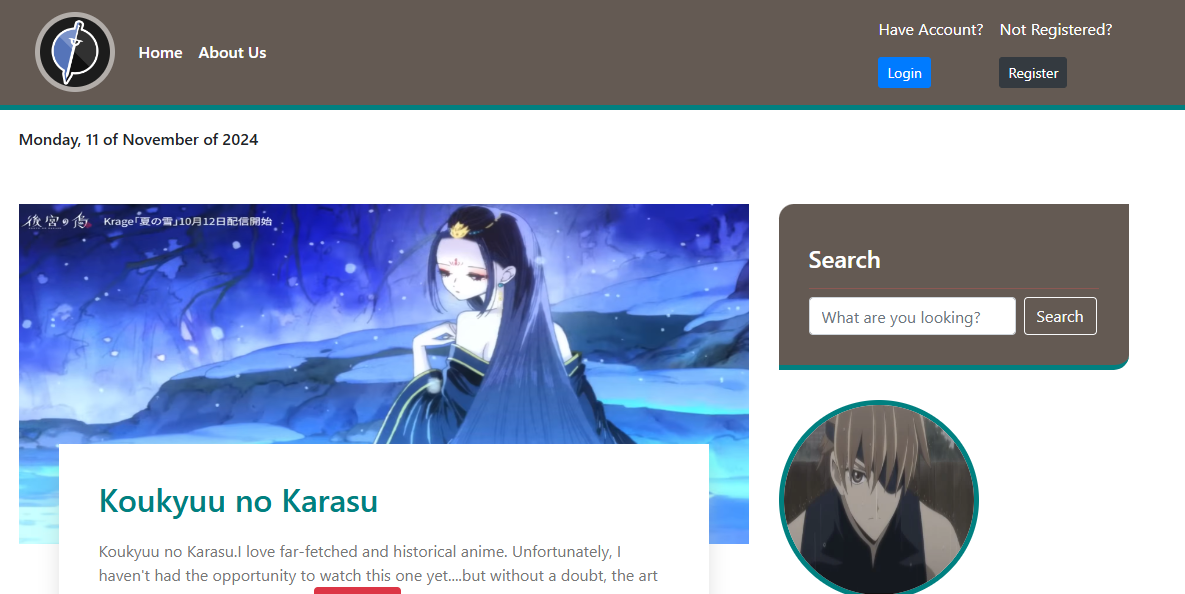 Home About Us
Have Account? Not Registered?
Login Register
Monday, 11 of November of 2024
後宮の烏
Krage「夏の雪」10月12日配信開始
Search
What are you looking? Search
Koukyuu no Karasu
Koukyuu no Karasu.I love far-fetched and historical anime. Unfortunately, I
haven't had the opportunity to watch this one yet....but without a doubt, the art